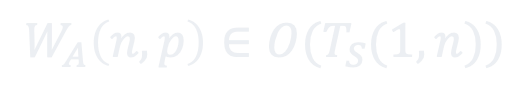 W_A(n, p) ∈ O(T_S(1, n))